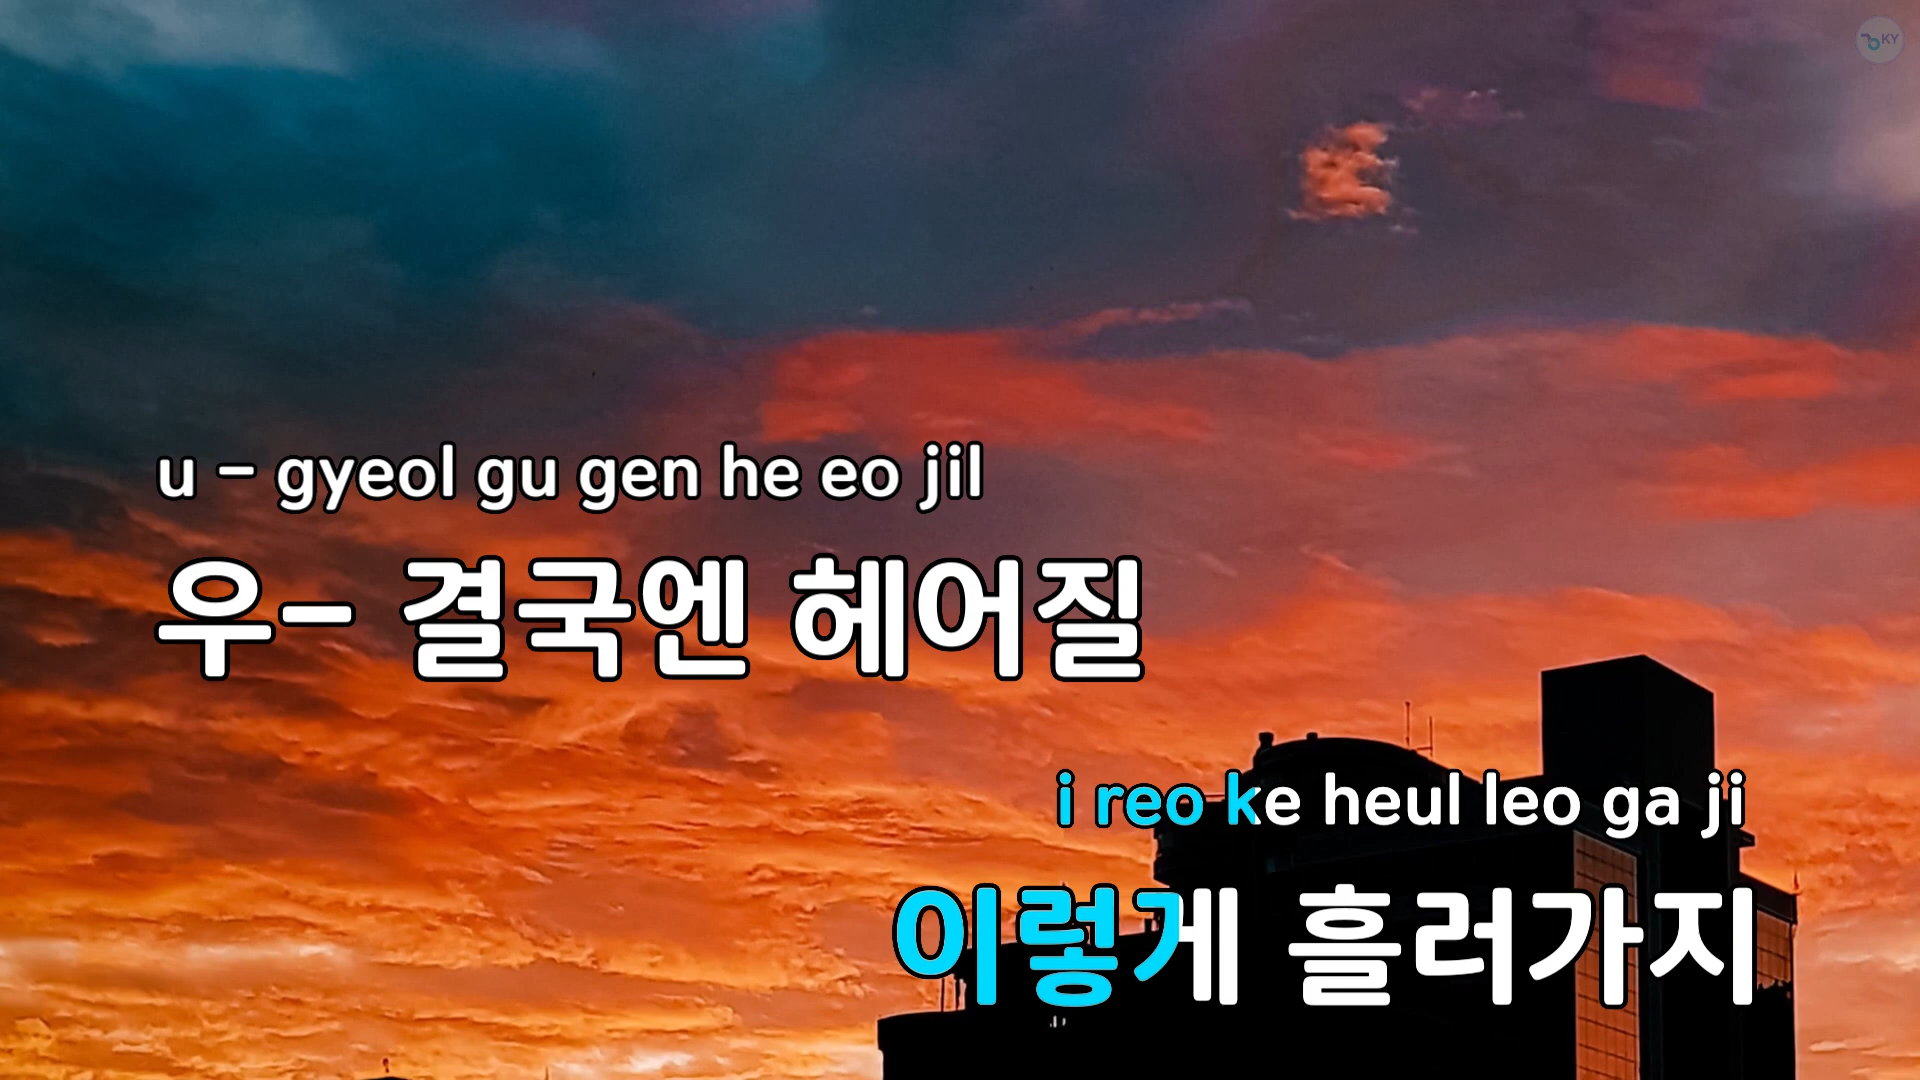 KY
u - gyeol gu gen he eo jil
우- 결국엔 헤어질
i reo ke heul leo ga ji
이렇게 흘러가지